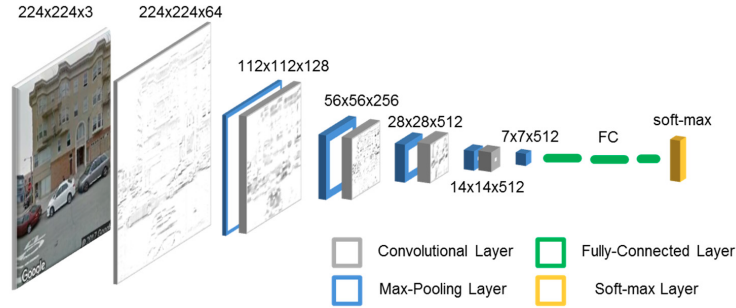 224x224x3
224x224x64
112x112x128
56x56x256
28x28x512
14x14x512
7x7x512
FC
soft-max
Google
Convolutional Layer
Fully-Connected Layer
Max-Pooling Layer
Soft-max Layer